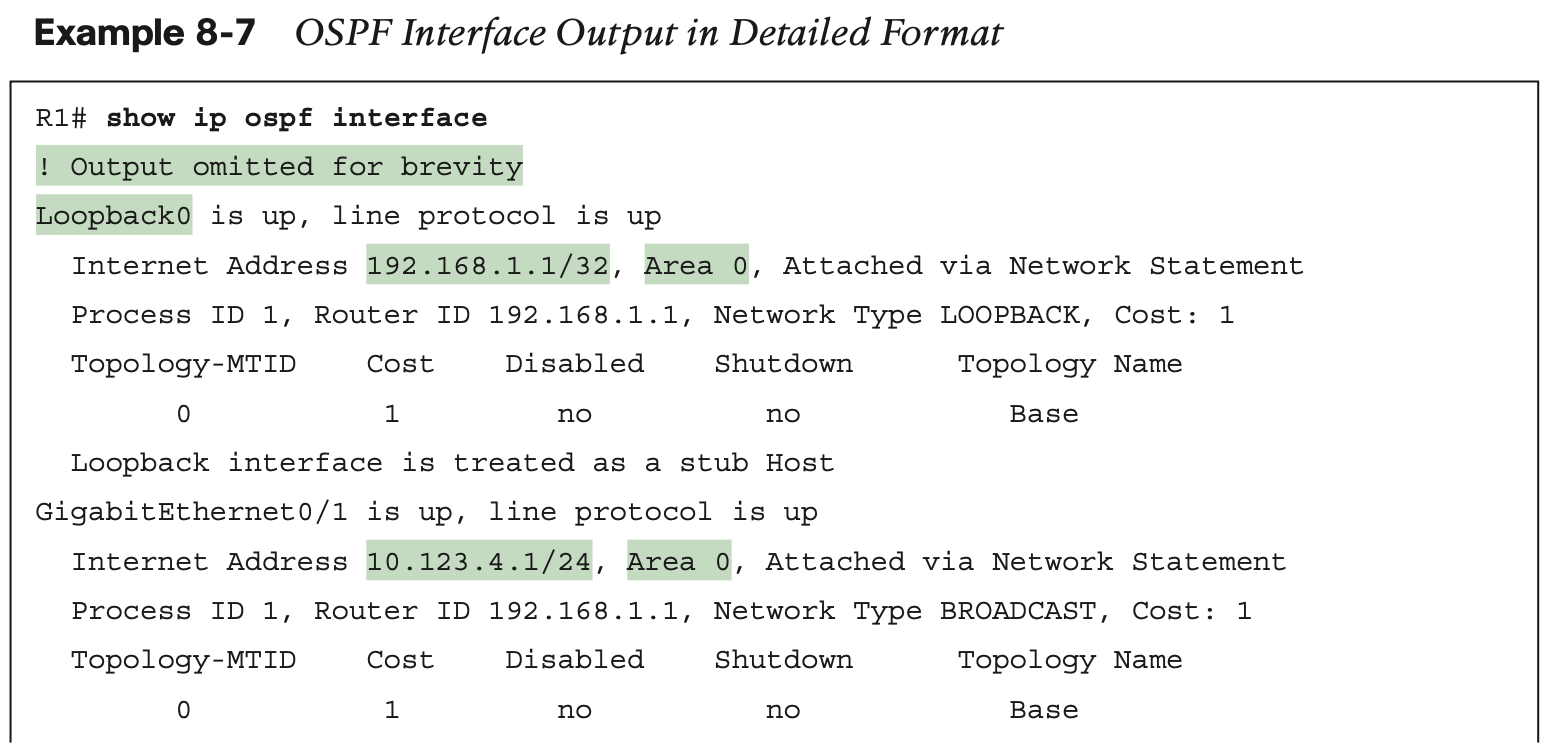 Example 8-7 OSPF Interface Output in Detailed Format
R1# show ip ospf interface
! Output omitted for brevity
Loopback0 is up, line protocol is up
Internet Address 192.168.1.1/32, Area 0, Attached via Network Statement
Process ID 1, Router ID 192.168.1.1, Network Type LOOPBACK, Cost: 1
Topology-MTID Cost Disabled Shutdown Topology Name
0 1 no no Base
Loopback interface is treated as a stub Host
GigabitEthernet0/1 is up, line protocol is up
Internet Address 10.123.4.1/24, Area 0, Attached via Network Statement
Process ID 1, Router ID 192.168.1.1, Network Type BROADCAST, Cost: 1
Topology-MTID Cost Disabled Shutdown Topology Name
0 1 no no Base